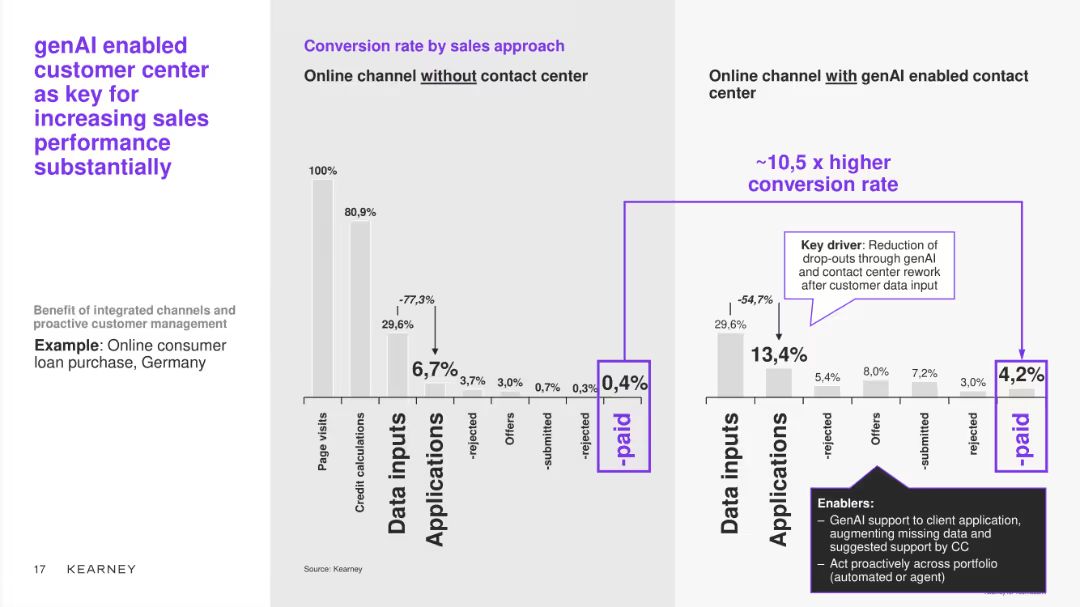 genAI enabled
customer center
as key for
increasing sales
performance
substantially
Benefit of integrated channels and
proactive customer management
Example: Online consumer
loan purchase, Germany
17 KEARNEY
Conversion rate by sales approach
Online channel without contact center
100%
80,9%
-77,3%
29,6%
6,7%
3,7%
3,0%
0,7%
0,3%
0,4%
Page visits
Credit calculations
Data inputs
Applications
-rejected
Offers
-submitted
-rejected
-paid
Source: Kearney
Online channel with genAI enabled contact
center
~10,5 x higher
conversion rate
Key driver: Reduction of
drop-outs through genAI
and contact center rework
after customer data input
-54,7%
29,6%
13,4%
5,4%
8,0%
7,2%
3,0%
4,2%
Data inputs
Applications
-rejected
Offers
-submitted
rejected
-paid
Enablers:
– GenAI support to client application,
augmenting missing data and
suggested support by CC
– Act proactively across portfolio
(automated or agent)